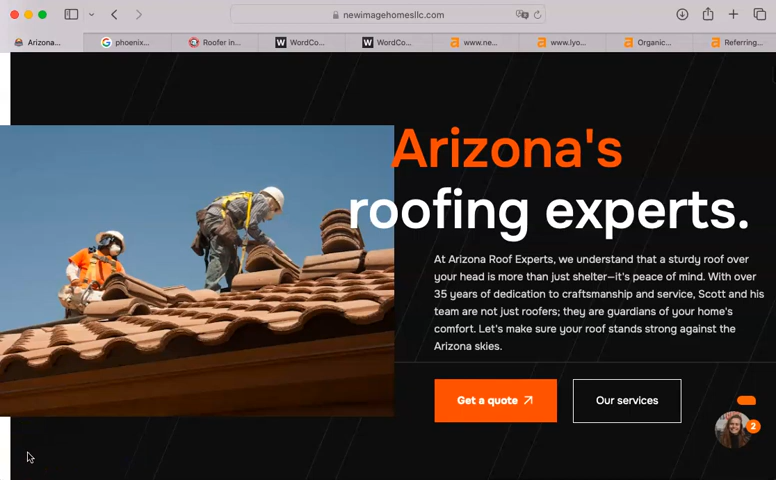 newimagehomesllc.com
Arizona...
phoenix...
Roofer in...
WordCo...
WordCo...
www.ne...
www.lyo...
Organic...
Referring...
Arizona's
roofing experts.
At Arizona Roof Experts, we understand that a sturdy roof over
your head is more than just shelter—it's peace of mind. With over
35 years of dedication to craftsmanship and service, Scott and his
team are not just roofers; they are guardians of your home's
comfort. Let's make sure your roof stands strong against the
Arizona skies.
Get a quote
Our services
2